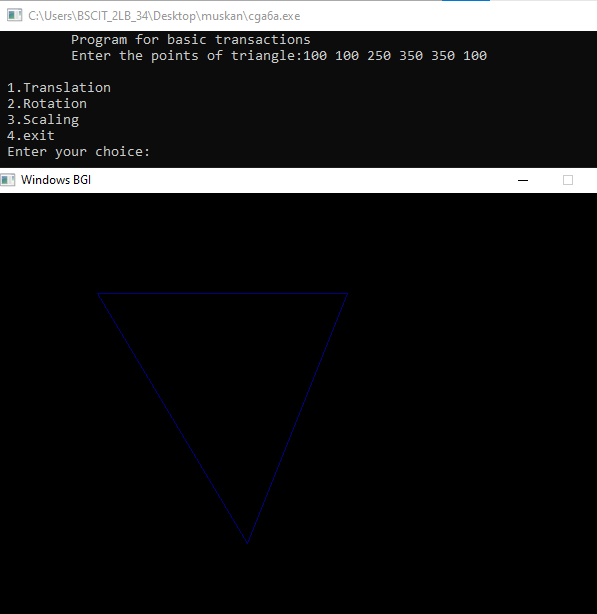 C:\Users\BSCIT_2LB_34\Desktop\muskan\cga6a.exe
Program for basic transactions
Enter the points of triangle:100 100 250 350 350 100
1.Translation
2.Rotation
3.Scaling
4.exit
Enter your choice:
Windows BGI